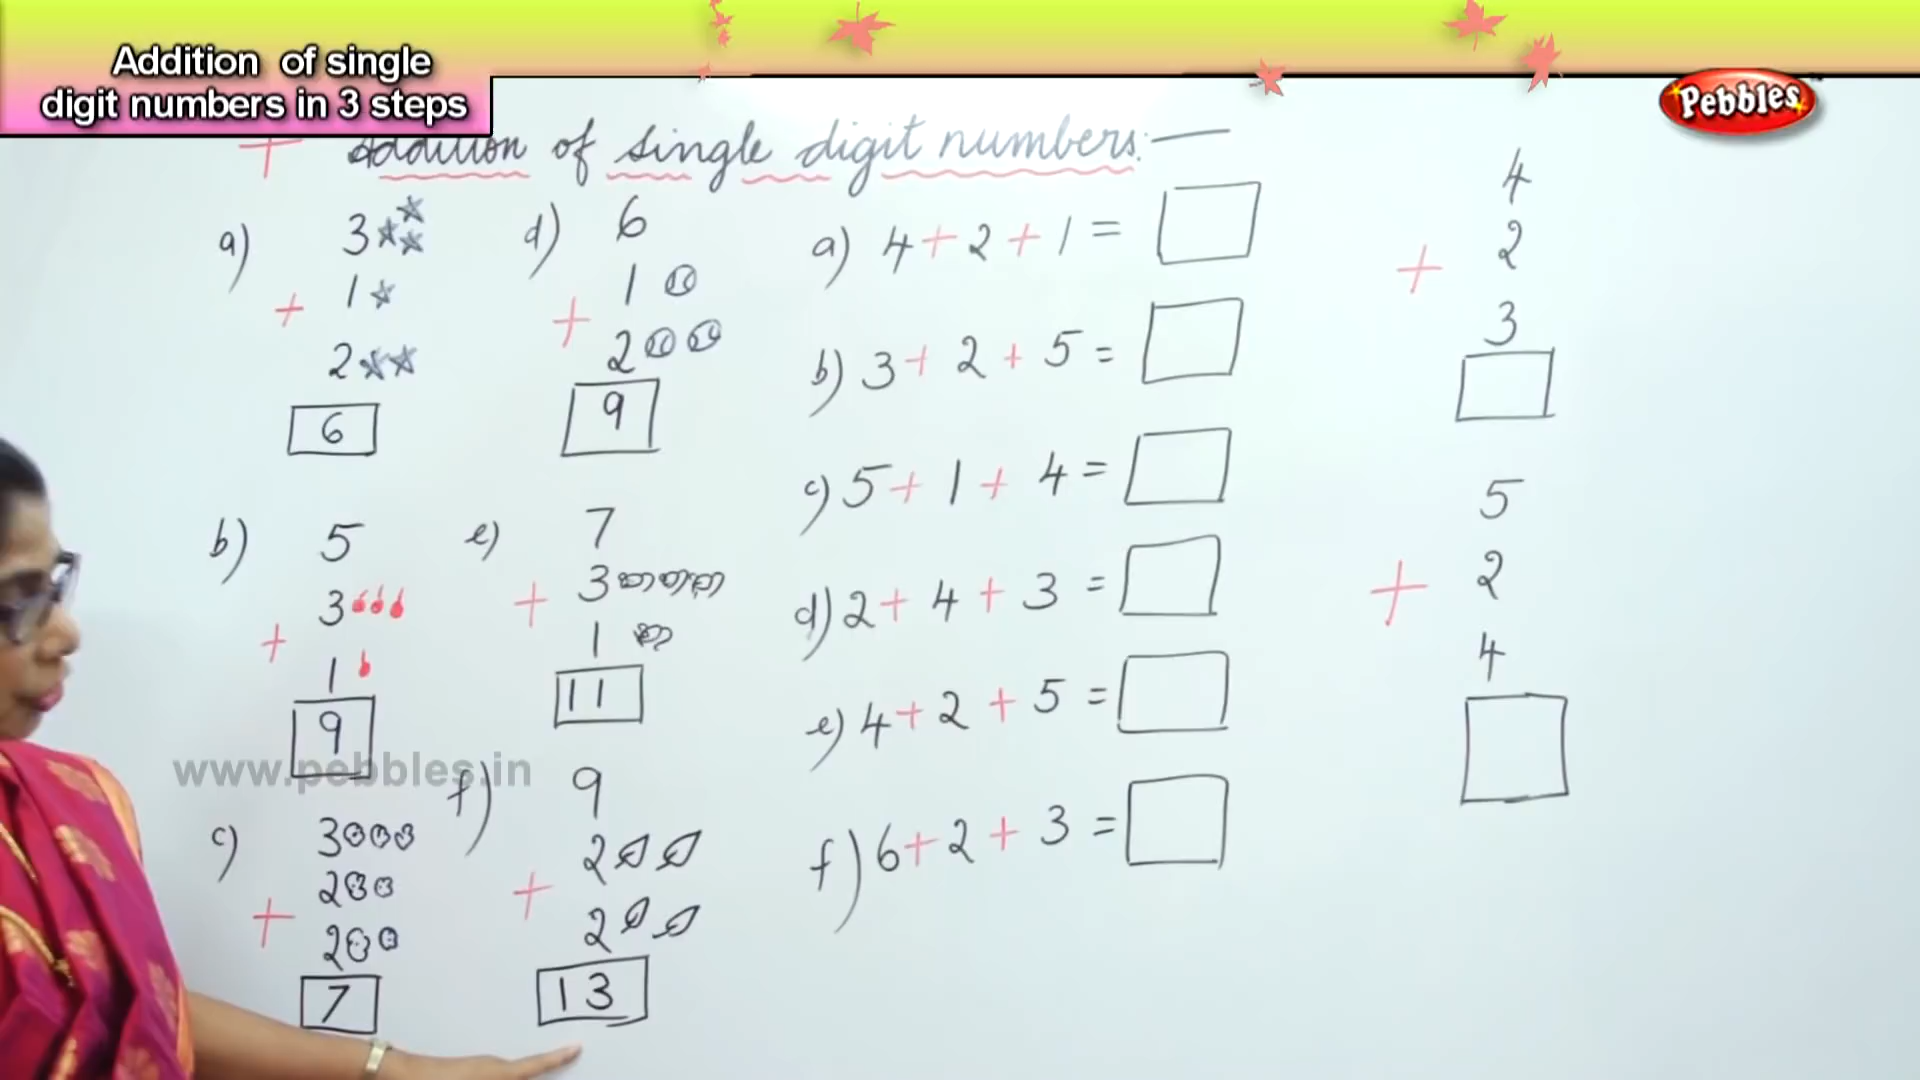 Addition of single
digit numbers in 3 steps
Pebbles
+ Addition of single digit numbers:—
a) 3
+ 1
2
6
b) 5
3
+
1
9
c) 3
2
+
2
7
d) 6
1
+
2
9
e) 7
+ 3
1
11
f) 9
2
+
2
13
a) 4 + 2 + 1 =
b) 3 + 2 + 5 =
c) 5 + 1 + 4 =
d) 2 + 4 + 3 =
e) 4 + 2 + 5 =
f) 6 + 2 + 3 =
4
2
+
3
5
2
+
4
www.pebbles.in